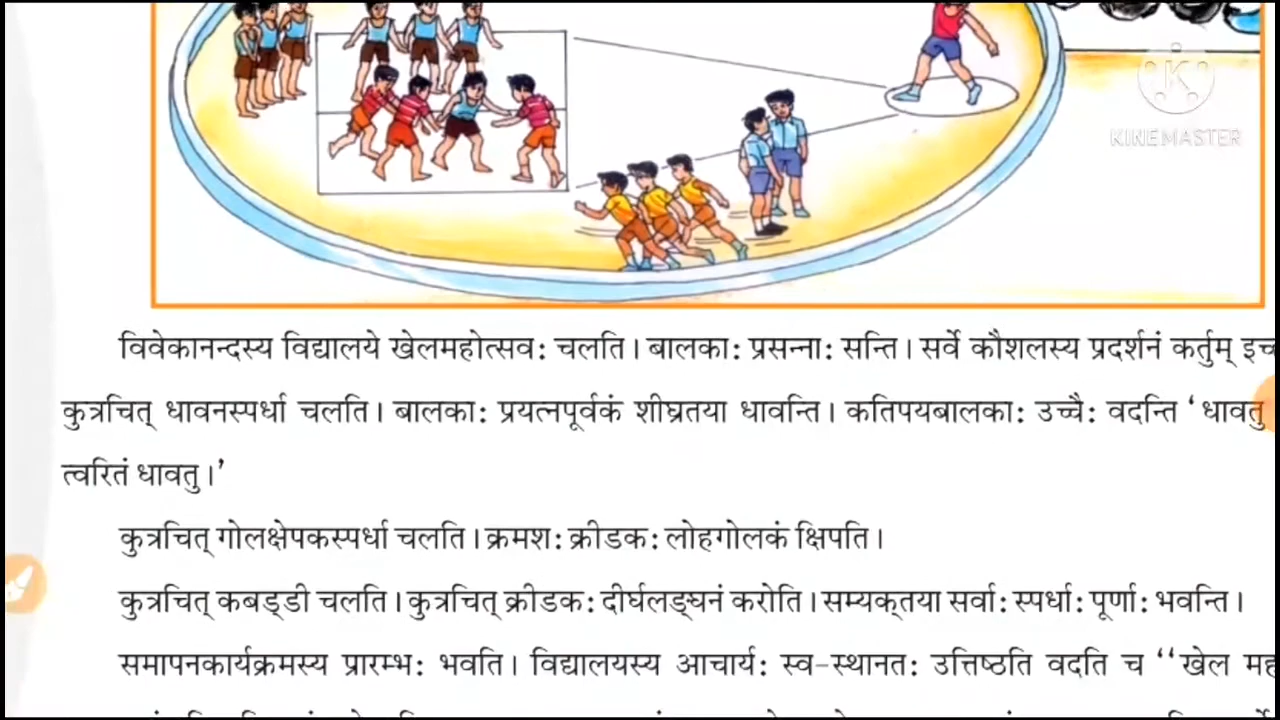 KINEMASTER
विवेकानन्दस्य विद्यालये खेलमहोत्सव: चलति। बालका: प्रसन्ना: सन्ति। सर्वे कौशलस्य प्रदर्शनं कर्तुम्
कुत्रचित् धावनस्पर्धा चलति। बालका: प्रयत्नपूर्वकं शीघ्रतया धावन्ति। कतिपयबालका: उच्चै: वदन्ति ‘धावतु
त्वरितं धावतु।’
कुत्रचित् गोलक्षेपकस्पर्धा चलति। क्रमश: क्रीडक: लोहगोलकं क्षिपति।
कुत्रचित् कबड्डी चलति। कुत्रचित् क्रीडक: दीर्घलङ्घनं करोति। सम्यक्तया सर्वा: स्पर्धा: पूर्णा: भवन्ति।
समापनकार्यक्रमस्य प्रारम्भ: भवति। विद्यालयस्य आचार्य: स्व-स्थानत: उत्तिष्ठति वदति च “खेल